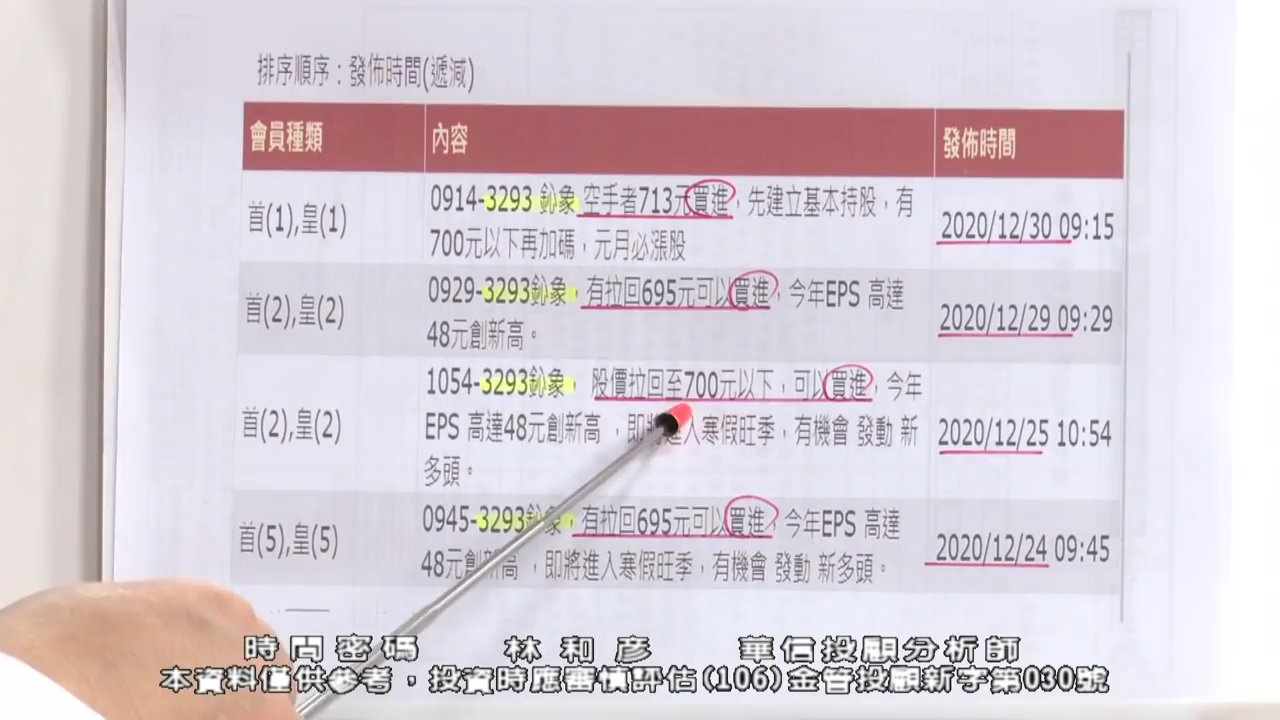 排序順序：發佈時間(遞減)
會員種類 內容 發佈時間
首(1),皇(1)
0914-3293 鈊象 空手者713元買進，先建立基本持股，有
700元以下再加碼，元月必漲股
2020/12/30 09:15
首(2),皇(2)
0929-3293鈊象，有拉回695元可以買進，今年EPS 高達
48元創新高。
2020/12/29 09:29
首(2),皇(2)
1054-3293鈊象， 股價拉回至700元以下，可以買進，今年
EPS 高達48元創新高 ，即將進入寒假旺季，有機會 發動 新
多頭。
2020/12/25 10:54
首(5),皇(5)
0945-3293鈊象，有拉回695元可以買進，今年EPS 高達
48元創新高 ，即將進入寒假旺季，有機會 發動 新多頭。
2020/12/24 09:45
時間密碼 林和彥 華信投顧分析師
本資料僅供參考，投資時應審慎評估(106)金管投顧新字第030號